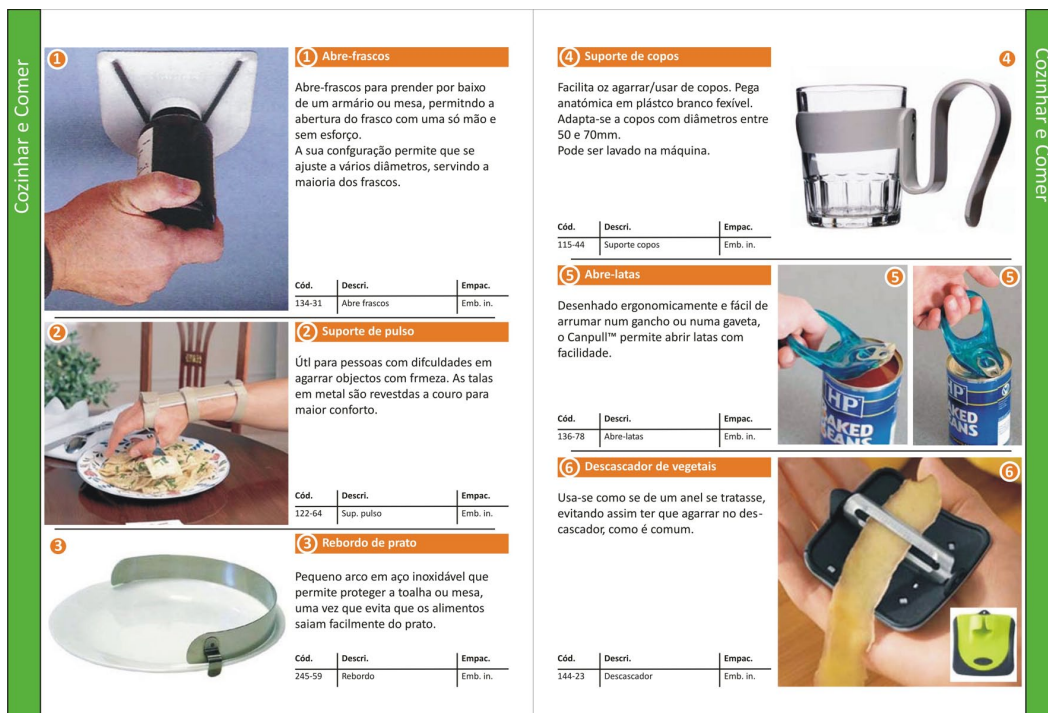 Cozinhar e Comer
1
1 Abre-frascos
Abre-frascos para prender por baixo
de um armário ou mesa, permitndo a
abertura do frasco com uma só mão e
sem esforço.
A sua confguração permite que se
ajuste a vários diâmetros, servindo a
maioria dos frascos.
Cód. Descri. Empac.
134-31 Abre frascos Emb. in.
2
2 Suporte de pulso
Útl para pessoas com difculdades em
agarrar objectos com frmeza. As talas
em metal são revestdas a couro para
maior conforto.
Cód. Descri. Empac.
122-64 Sup. pulso Emb. in.
3
3 Rebordo de prato
Pequeno arco em aço inoxidável que
permite proteger a toalha ou mesa,
uma vez que evita que os alimentos
saiam facilmente do prato.
Cód. Descri. Empac.
245-59 Rebordo Emb. in.
4 Suporte de copos
4
Facilita oz agarrar/usar de copos. Pega
anatómica em plástco branco fexível.
Adapta-se a copos com diâmetros entre
50 e 70mm.
Pode ser lavado na máquina.
Cód. Descri. Empac.
115-44 Suporte copos Emb. in.
5 Abre-latas
5
5
Desenhado ergonomicamente e fácil de
arrumar num gancho ou numa gaveta,
o Canpull™ permite abrir latas com
facilidade.
HP
BAKED
BEANS
HP
BAKED
BEANS
Cód. Descri. Empac.
136-78 Abre-latas Emb. in.
6 Descascador de vegetais
6
Usa-se como se de um anel se tratasse,
evitando assim ter que agarrar no des-
cascador, como é comum.
Cód. Descri. Empac.
144-23 Descascador Emb. in.
Cozinhar e Comer